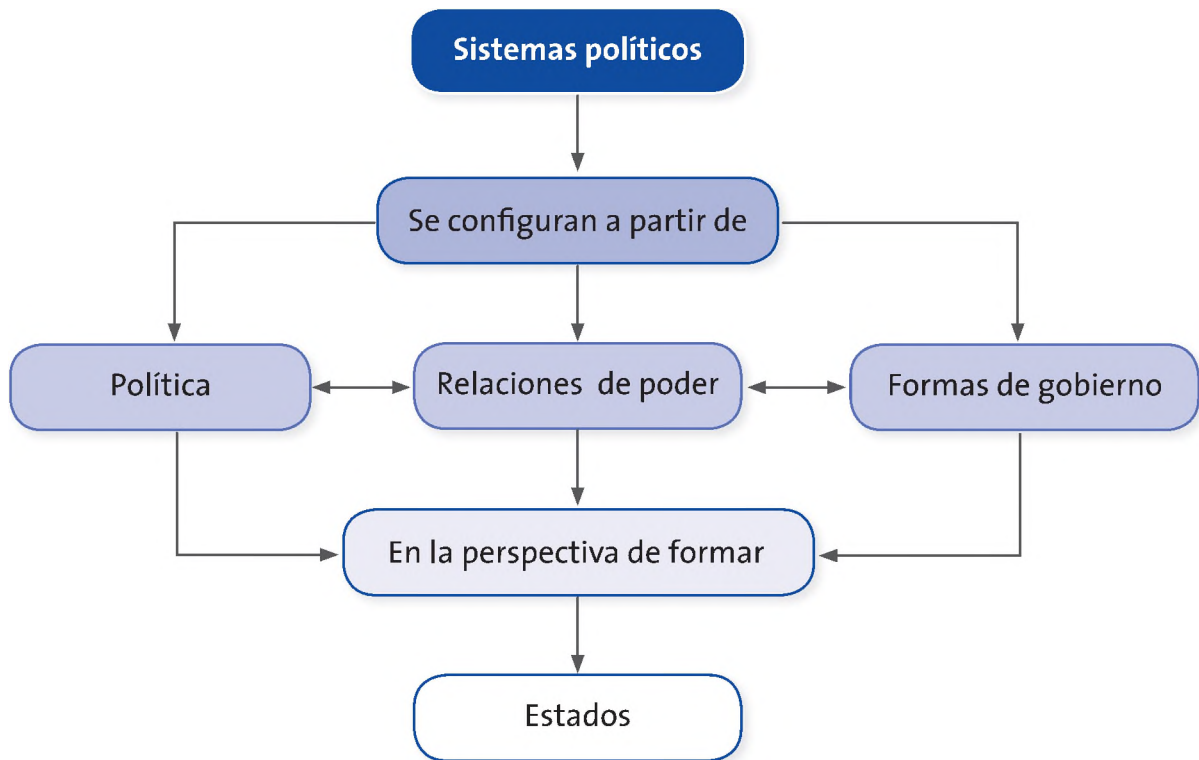 Sistemas políticos
Se configuran a partir de
Política
Relaciones de poder
Formas de gobierno
En la perspectiva de formar
Estados